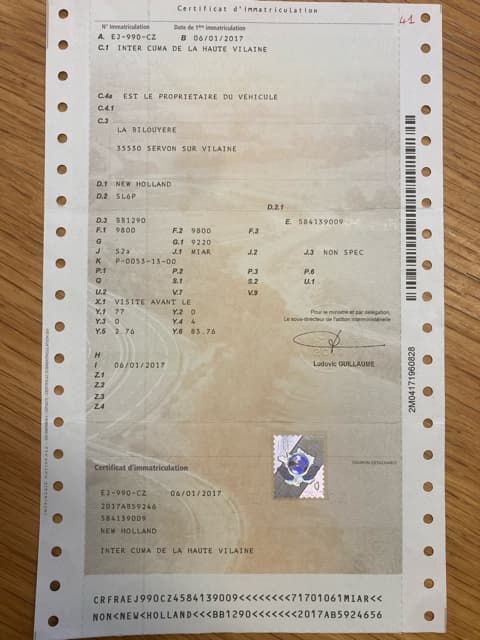 Certificat d'immatriculation
41
N° Immatriculation Date de 1ère immatriculation
A. EJ-990-CZ B 06/01/2017
C.1 INTER CUMA DE LA HAUTE VILAINE
C.4a EST LE PROPRIETAIRE DU VEHICULE
C.4.1
C.3
LA BILOUYERE
35530 SERVON SUR VILAINE
D.1 NEW HOLLAND
D.2 SL6P
D.2.1
D.3 BB1290 E. 584139009
F.1 9800 F.2 9800 F.3
G G.1 9220
J S2a J.1 MIAR J.2 J.3 NON SPEC
K P-0053-13-00
P.1 P.2 P.3 P.6
Q S.1 S.2 U.1
U.2 V.7 V.9
X.1 VISITE AVANT LE
Y.1 77 Y.2 0
Y.3 0 Y.4 4
Y.5 2.76 Y.6 83.76
Pour le ministre et par délégation,
Le sous-directeur de l'action interministérielle
Ludovic GUILLAUME
H
I 06/01/2017
Z.1
Z.2
Z.3
Z.4
2M04171960828
Certificat d'immatriculation
COUPON DETACHABLE
EJ-990-CZ 06/01/2017
2017AB59246
584139009
NEW HOLLAND
INTER CUMA DE LA HAUTE VILAINE
CRFRAEJ990CZ4584139009<<<<<<<71701061MIAR<<
NON<NEW<HOLLAND<<<BB1290<<<<<<<2017AB5924656